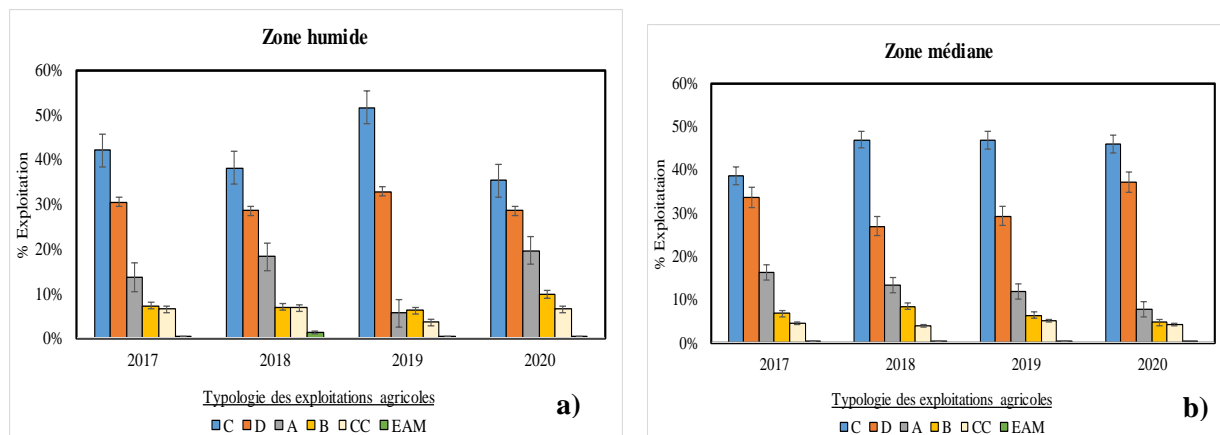 Zone humide
% Exploitation
60%
50%
40%
30%
20%
10%
0%
2017 2018 2019 2020
Typologie des exploitations agricoles
C D A B CC EAM
a)
Zone médiane
% Exploitataion
60%
50%
40%
30%
20%
10%
0%
2017 2018 2019 2020
Typologie des exploitations agricoles
C D A B CC EAM
b)